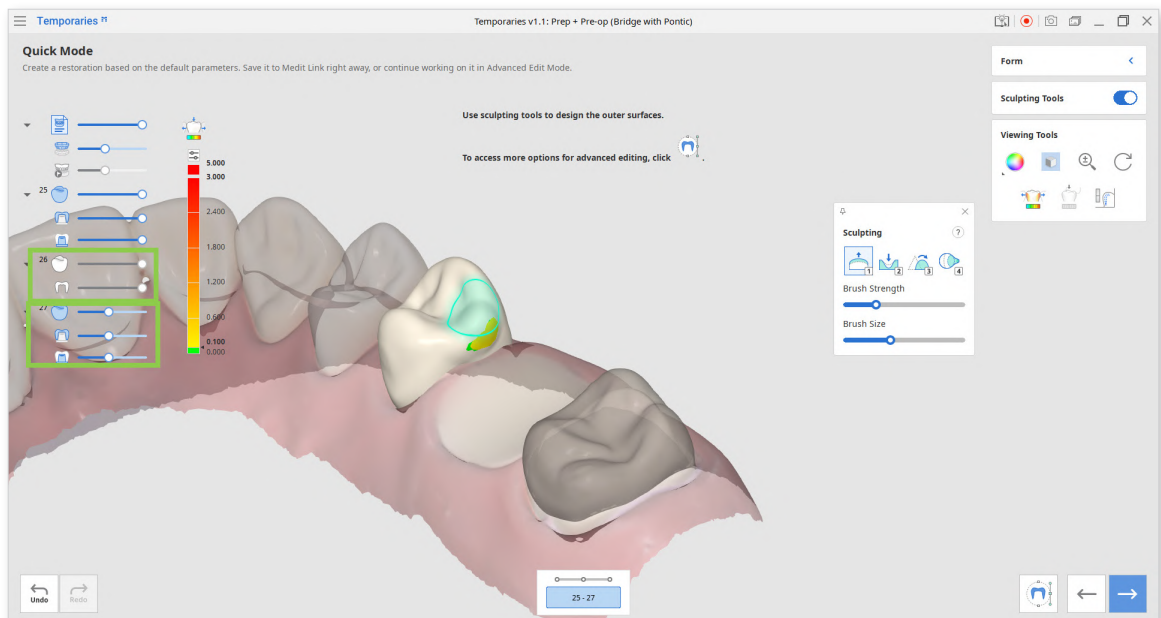 Temporaries
Temporaries v1.1: Prep + Pre-op (Bridge with Pontic)
Quick Mode
Create a restoration based on the default parameters. Save it to Medit Link right away, or continue working on it in Advanced Edit Mode.
Form
Sculpting Tools
Viewing Tools
Use sculpting tools to design the outer surfaces.
To access more options for advanced editing, click .
25
26
27
5.000
3.000
2.400
1.800
1.200
0.600
0.100
0.000
Sculpting
?
1
2
3
4
Brush Strength
Brush Size
Undo
Redo
25 - 27